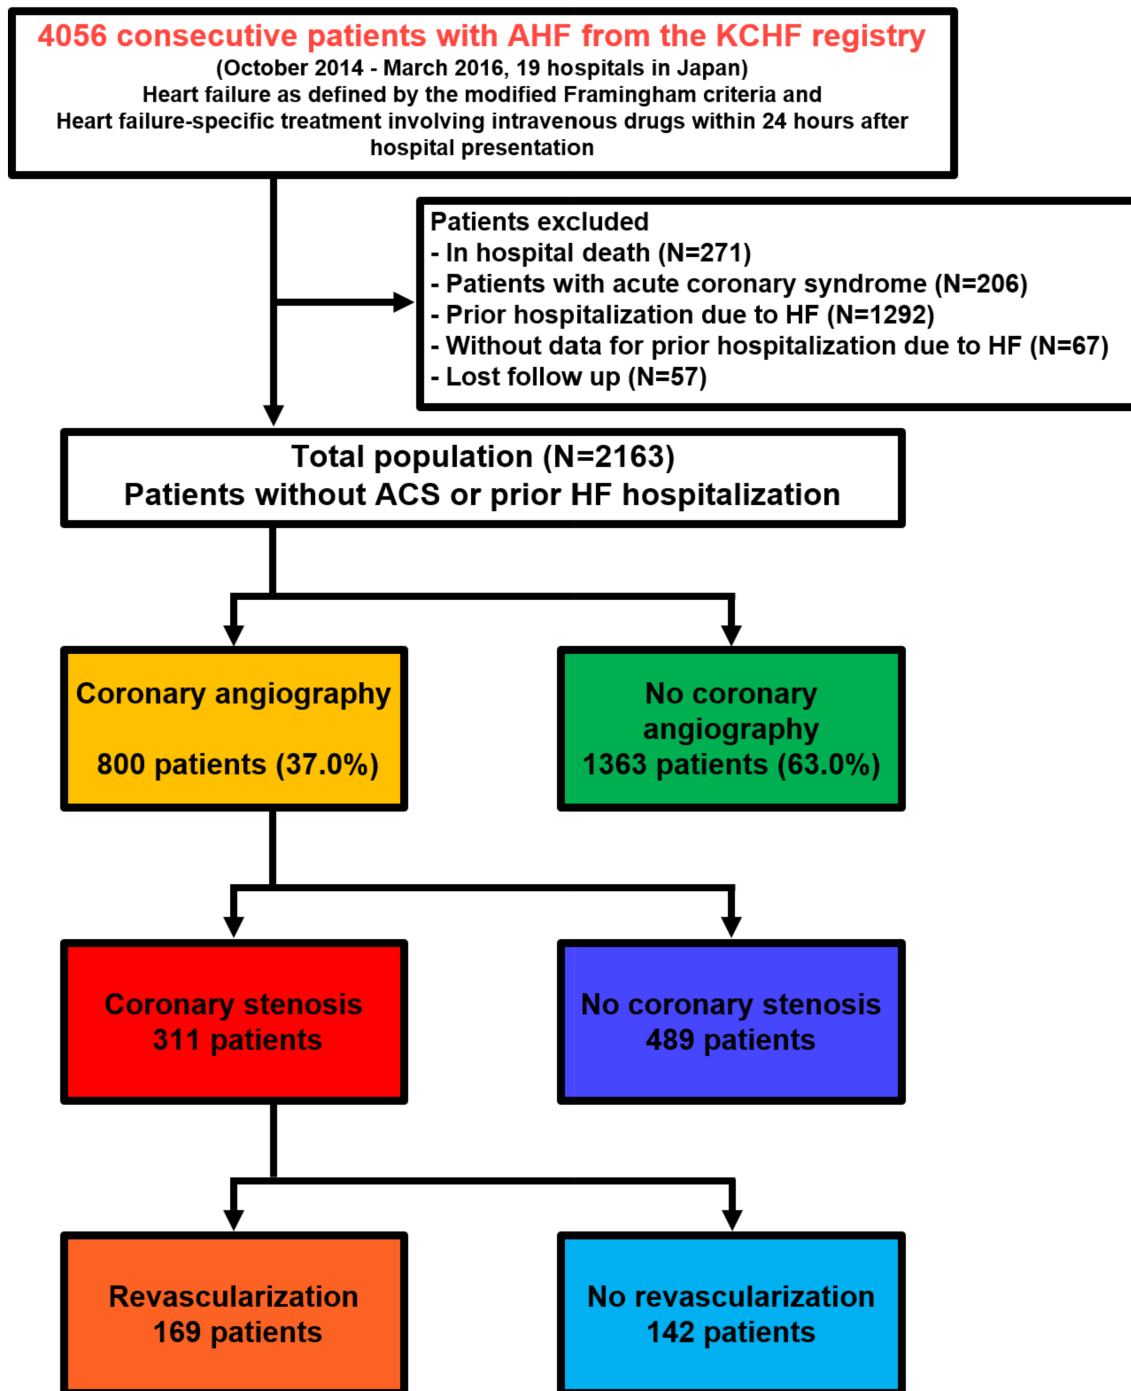 4056 consecutive patients with AHF from the KCHF registry
(October 2014 - March 2016, 19 hospitals in Japan)
Heart failure as defined by the modified Framingham criteria and
Heart failure-specific treatment involving intravenous drugs within 24 hours after
hospital presentation
Patients excluded
- In hospital death (N=271)
- Patients with acute coronary syndrome (N=206)
- Prior hospitalization due to HF (N=1292)
- Without data for prior hospitalization due to HF (N=67)
- Lost follow up (N=57)
Total population (N=2163)
Patients without ACS or prior HF hospitalization
Coronary angiography
800 patients (37.0%)
No coronary
angiography
1363 patients (63.0%)
Coronary stenosis
311 patients
No coronary stenosis
489 patients
Revascularization
169 patients
No revascularization
142 patients